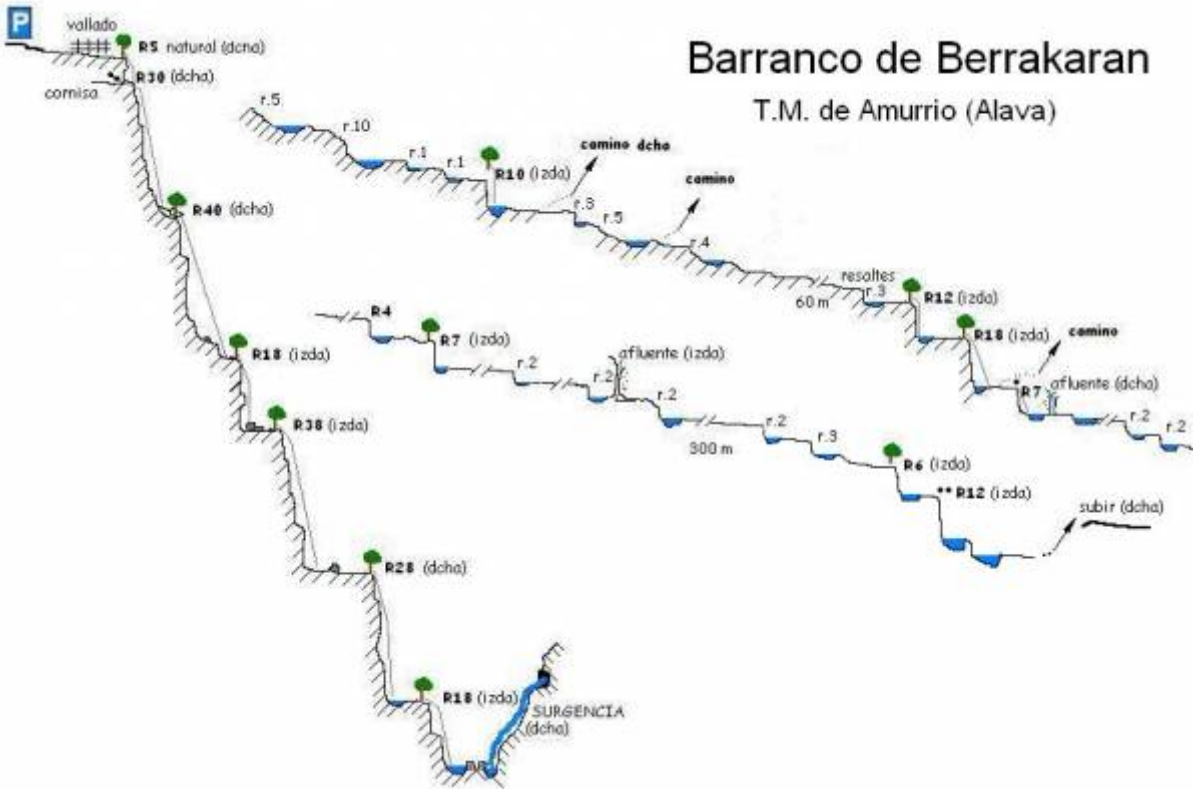 P
vallado
R5 natural (dcha)
R30 (dcha)
cornisa
R40 (dcha)
R18 (izda)
R38 (izda)
R28 (dcha)
R18 (izda)
SURGENCIA
(dcha)
Barranco de Berrakaran
T.M. de Amurrio (Alava)
r.5
r.10
r.1
r.1
R10 (izda)
camino dcha
r.3
r.5
camino
r.4
60 m
resaltes
r.3
R12 (izda)
R18 (izda)
camino
R7
afluente (dcha)
r.2
r.2
R4
R7 (izda)
r.2
r.2
afluente (izda)
r.2
300 m
r.2
r.3
R6 (izda)
R12 (izda)
subir (dcha)